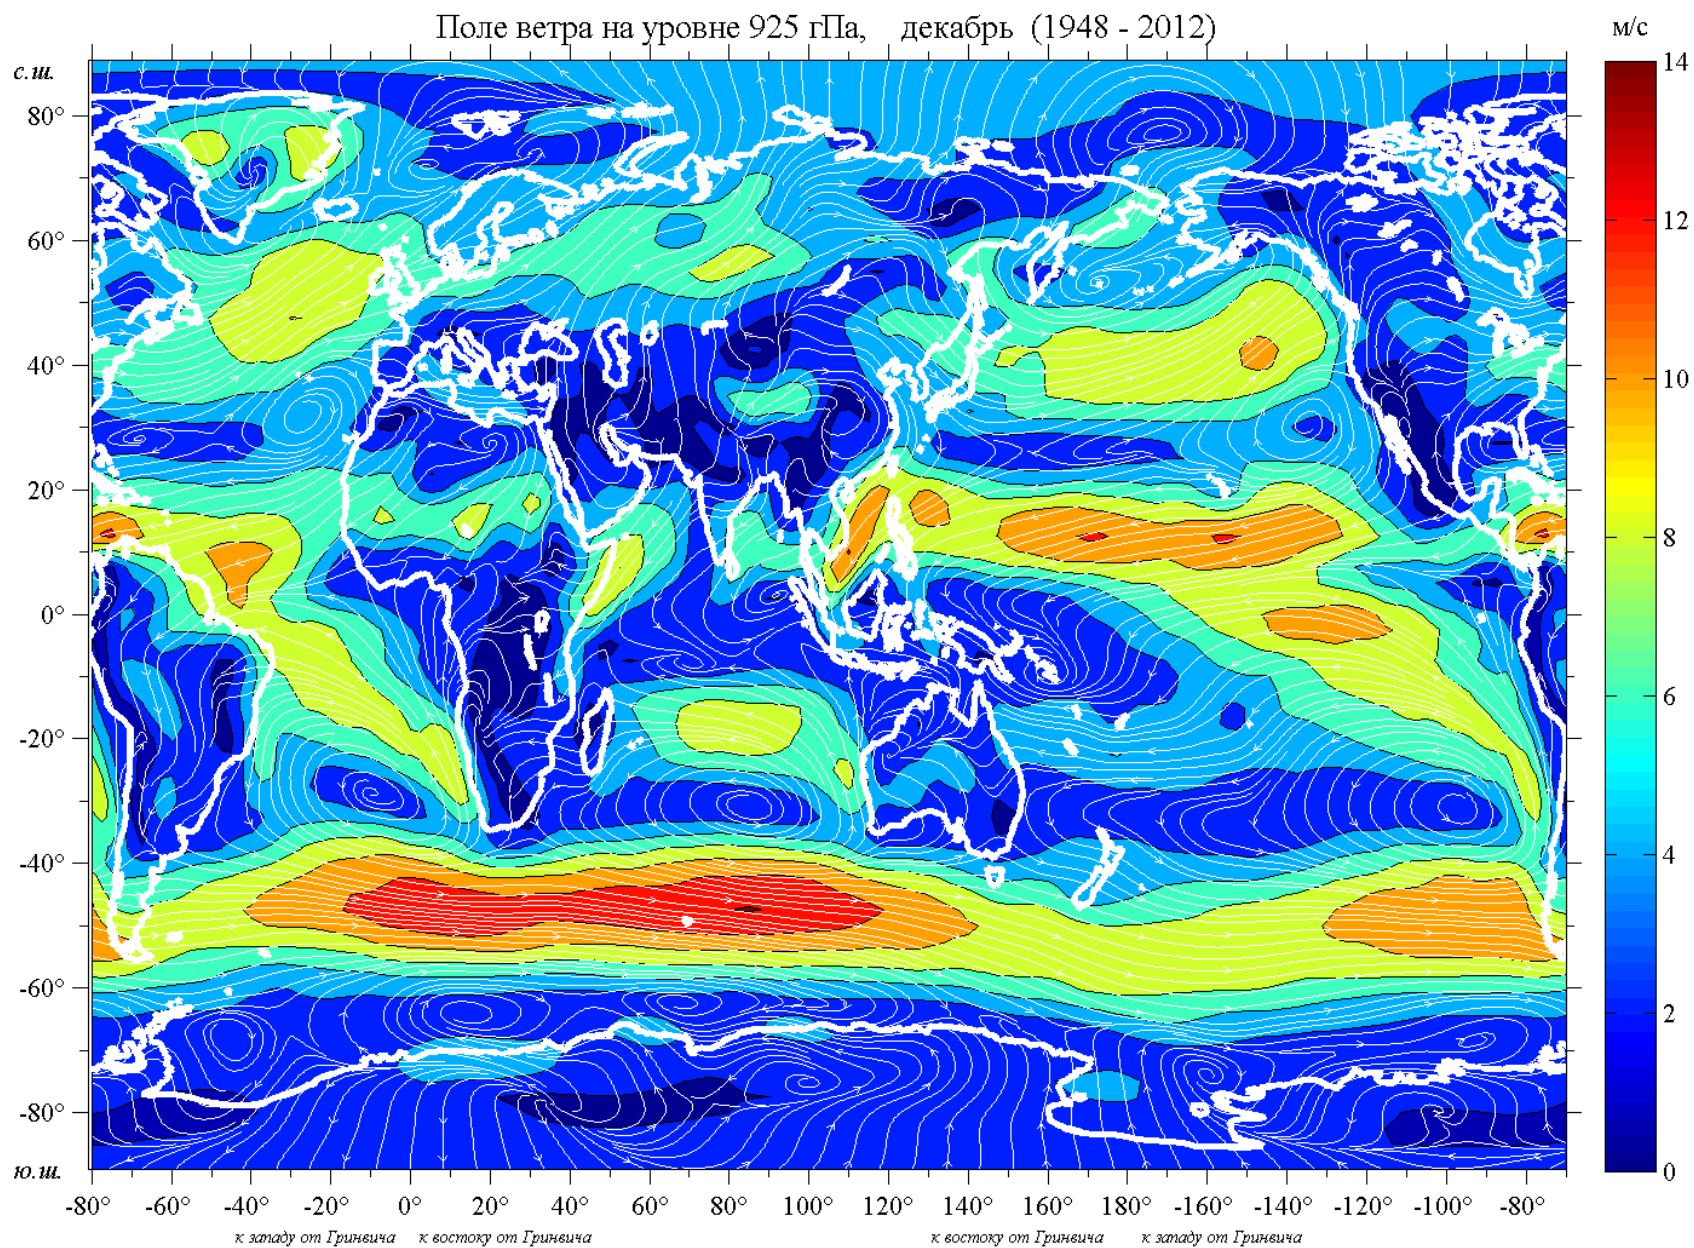 Поле ветра на уровне 925 гПа, декабрь (1948 - 2012)
м/с
с.ш.
80°
60°
40°
20°
0°
-20°
-40°
-60°
-80°
ю.ш.
14
12
10
8
6
4
2
0
-80° -60° -40° -20° 0° 20° 40° 60° 80° 100° 120° 140° 160° 180° -160° -140° -120° -100° -80°
к западу от Гринвича к востоку от Гринвича к востоку от Гринвича к западу от Гринвича